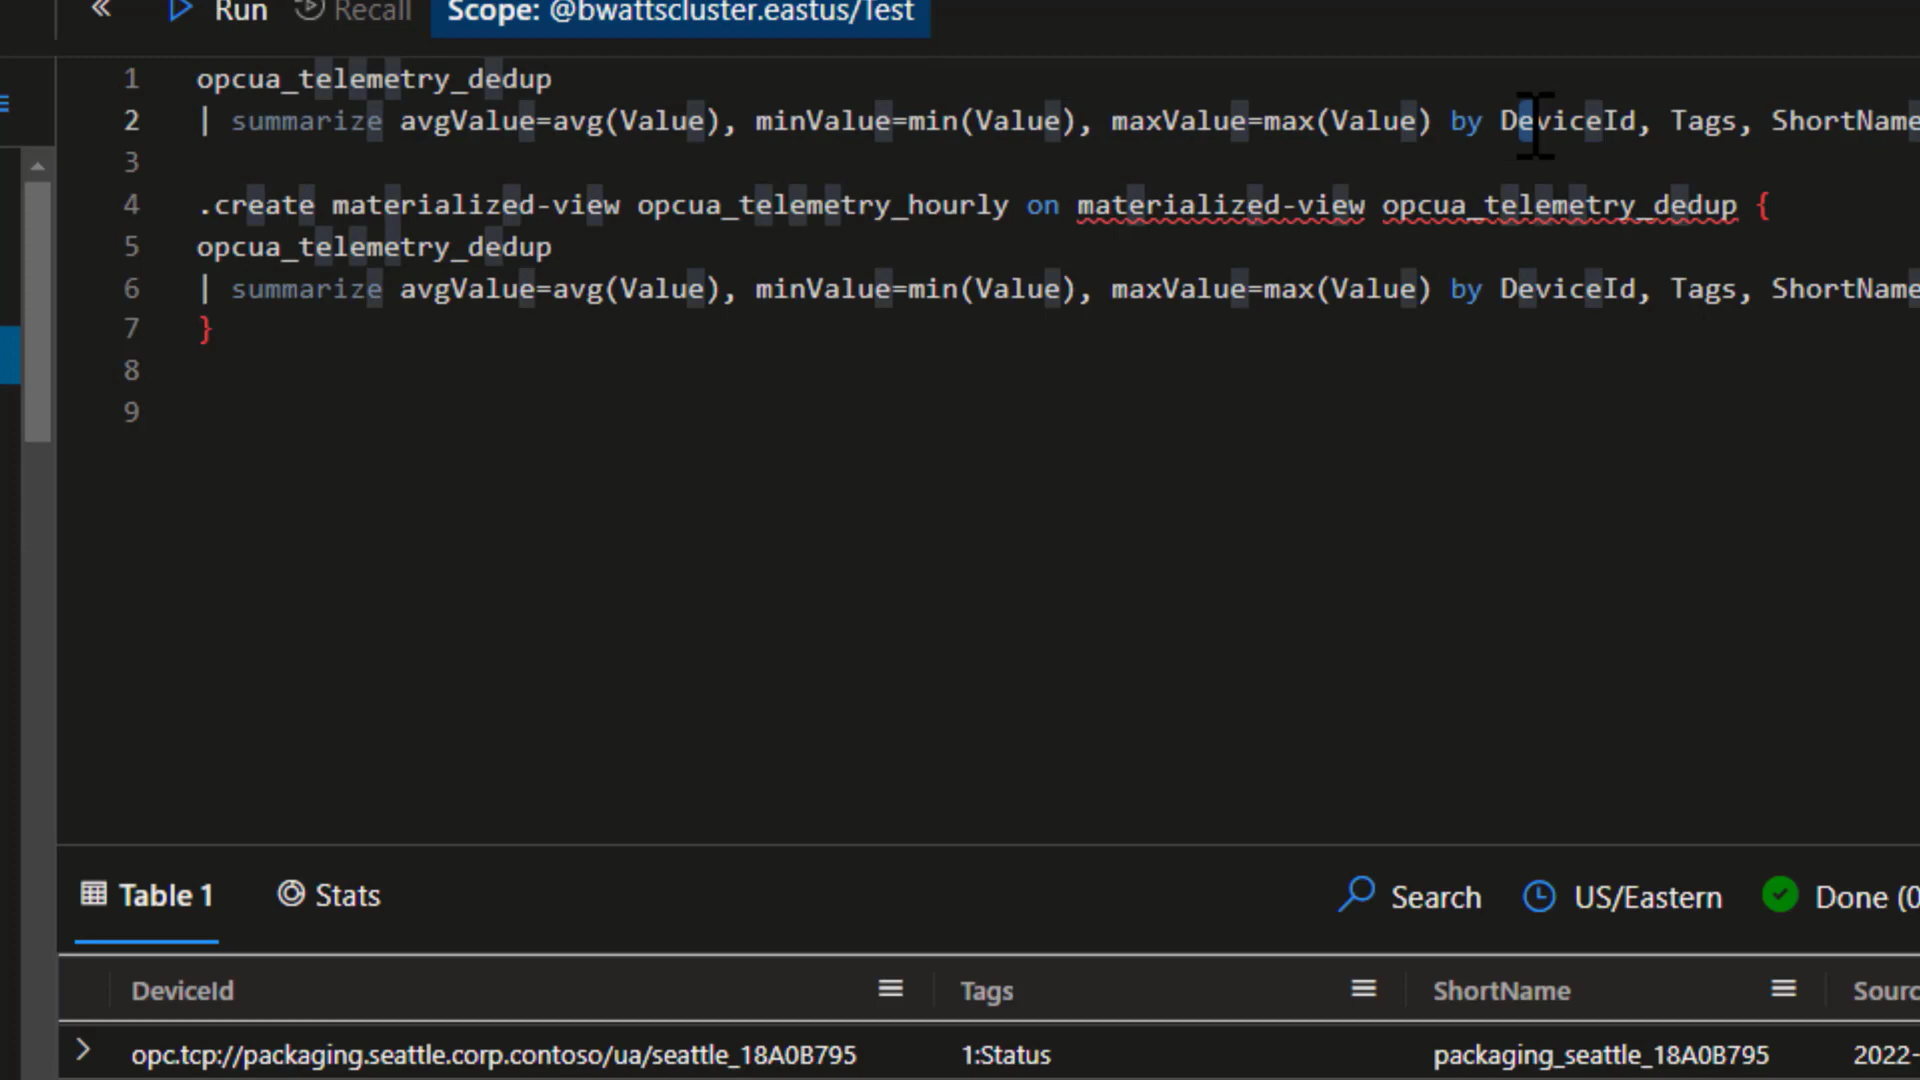 Run Recall Scope: @bwattscluster.eastus/Test
1 opcua_telemetry_dedup
2 | summarize avgValue=avg(Value), minValue=min(Value), maxValue=max(Value) by DeviceId, Tags, ShortName
3
4 .create materialized-view opcua_telemetry_hourly on materialized-view opcua_telemetry_dedup {
5 opcua_telemetry_dedup
6 | summarize avgValue=avg(Value), minValue=min(Value), maxValue=max(Value) by DeviceId, Tags, ShortName
7 }
8
9
Table 1 Stats Search US/Eastern Done (0
DeviceId Tags ShortName Sourc
opc.tcp://packaging.seattle.corp.contoso/ua/seattle_18A0B795 1:Status packaging_seattle_18A0B795 2022-